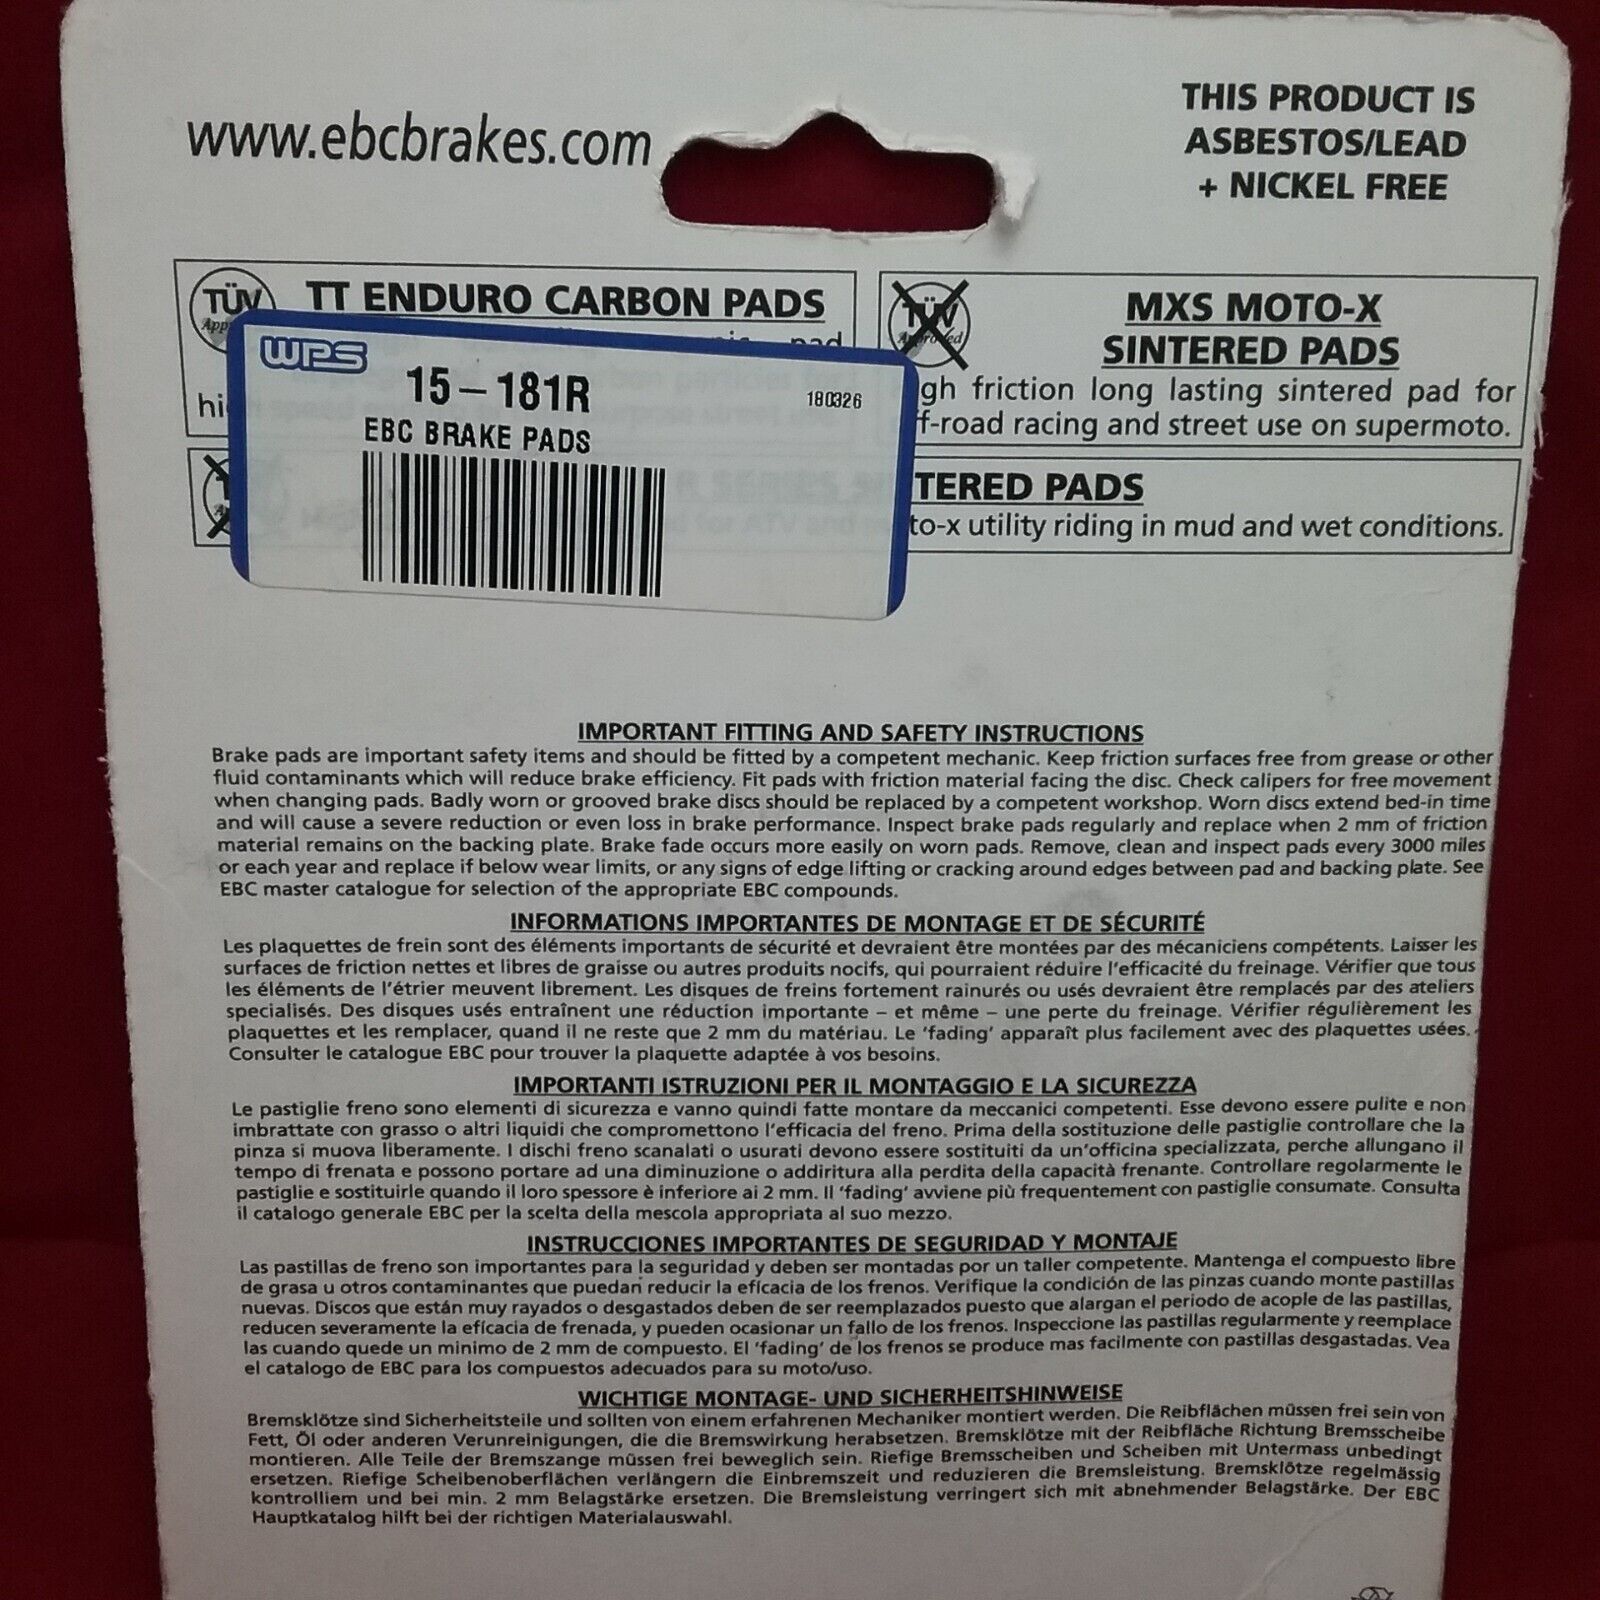 www.ebcbrakes.com
THIS PRODUCT IS
ASBESTOS/LEAD
+ NICKEL FREE
TÜV
TT ENDURO CARBON PADS
pad
TÜV
Approved
MXS MOTO-X
SINTERED PADS
friction long lasting sintered pad for
racing and street use on supermoto.
PADS
utility riding in mud and wet conditions.
WPS
15-181R
180326
EBC BRAKE PADS
IMPORTANT FITTING AND SAFETY INSTRUCTIONS
Brake pads are important safety items and should be fitted by a competent mechanic. Keep friction surfaces free from grease or other
fluid contaminants which will reduce brake efficiency. Fit pads with friction material facing the disc. Check calipers for free movement
when changing pads. Badly worn or grooved brake discs should be replaced by a competent workshop. Worn discs extend bed-in time
and will cause a severe reduction or even loss in brake performance. Inspect brake pads regularly and replace when 2 mm of friction
material remains on the backing plate. Brake fade occurs more easily on worn pads. Remove, clean and inspect pads every 3000 miles
or each year and replace if below wear limits, or any signs of edge lifting or cracking around edges between pad and backing plate. See
EBC master catalogue for selection of the appropriate EBC compounds.
INFORMATIONS IMPORTANTES DE MONTAGE ET DE SÉCURITÉ
Les plaquettes de frein sont des éléments importants de sécurité et devraient être montées par des mécaniciens compétents. Laisser les
surfaces de friction nettes et libres de graisse ou autres produits nocifs, qui pourraient réduire l'efficacité du freinage. Vérifier que tous
les éléments de l'étrier meuvent librement. Les disques de freins fortement rainurés ou usés devraient être remplacés par des ateliers
specialisés. Des disques usés entraînent une réduction importante – et même – une perte du freinage. Vérifier régulièrement les
plaquettes et les remplacer, quand il ne reste que 2 mm du matériau. Le 'fading' apparaît plus facilement avec des plaquettes usées.
Consulter le catalogue EBC pour trouver la plaquette adaptée à vos besoins.
IMPORTANTI ISTRUZIONI PER IL MONTAGGIO E LA SICUREZZA
Le pastiglie freno sono elementi di sicurezza e vanno quindi fatte montare da meccanici competenti. Esse devono essere pulite e non
imbrattate con grasso o altri liquidi che compromettono l'efficacia del freno. Prima della sostituzione delle pastiglie controllare che la
pinza si muova liberamente. I dischi freno scanalati o usurati devono essere sostituiti da un'officina specializzata, perche allungano il
tempo di frenata e possono portare ad una diminuzione o addiritura alla perdita della capacità frenante. Controllare regolarmente le
pastiglie e sostituirle quando il loro spessore è inferiore ai 2 mm. Il 'fading' avviene più frequentemente con pastiglie consumate. Consulta
il catalogo generale EBC per la scelta della mescola appropriata al suo mezzo.
INSTRUCCIONES IMPORTANTES DE SEGURIDAD Y MONTAJE
Las pastillas de freno son importantes para la seguridad y deben ser montadas por un taller competente. Mantenga el compuesto libre
de grasa u otros contaminantes que puedan reducir la eficacia de los frenos. Verifique la condición de las pinzas cuando monte pastillas
nuevas. Discos que están muy rayados o desgastados deben de ser reemplazados puesto que alargan el periodo de acople de las pastillas,
reducen severamente la eficacia de frenada, y pueden ocasionar un fallo de los frenos. Inspeccione las pastillas regularmente y reemplace
las cuando quede un minimo de 2 mm de compuesto. El 'fading' de los frenos se produce mas facilmente con pastillas desgastadas. Vea
el catalogo de EBC para los compuestos adecuados para su moto/uso.
WICHTIGE MONTAGE- UND SICHERHEITSHINWEISE
Bremsklötze sind Sicherheitsteile und sollten von einem erfahrenen Mechaniker montiert werden. Die Reibflächen müssen frei sein von
Fett, Öl oder anderen Verunreinigungen, die die Bremswirkung herabsetzen. Bremsklötze mit der Reibfläche Richtung Bremsscheibe
montieren. Alle Teile der Bremszange müssen frei beweglich sein. Riefige Bremsscheiben und Scheiben mit Untermass unbedingt
ersetzen. Riefige Scheibenoberflächen verlängern die Einbremszeit und reduzieren die Bremsleistung. Bremsklötze regelmässig
kontrolliem und bei min. 2 mm Belagstärke ersetzen. Die Bremsleistung verringert sich mit abnehmender Belagstärke. Der EBC
Hauptkatalog hilft bei der richtigen Materialauswahl.